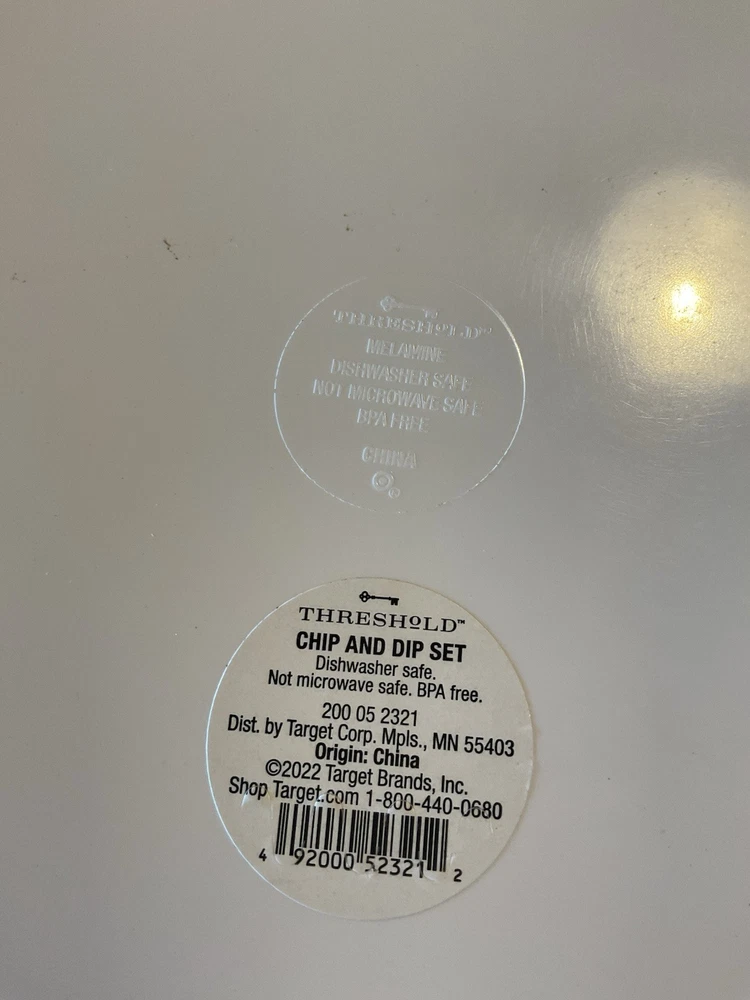 THRESHOLD™
MELAMINE
DISHWASHER SAFE
NOT MICROWAVE SAFE
BPA FREE
CHINA
THRESHOLD™
CHIP AND DIP SET
Dishwasher safe.
Not microwave safe. BPA free.
200 05 2321
Dist. by Target Corp. Mpls., MN 55403
Origin: China
©2022 Target Brands, Inc.
Shop Target.com 1-800-440-0680
4 92000 52321 2